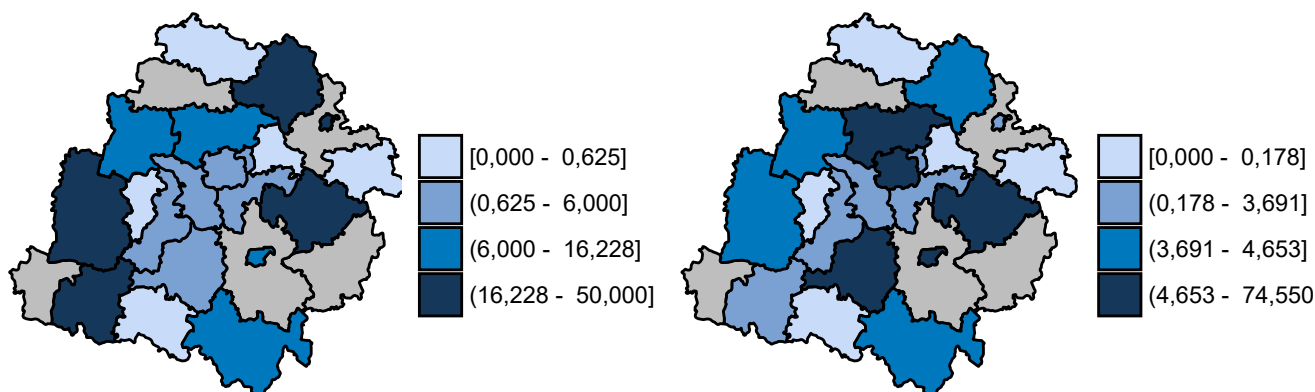 [0,000 - 0,625]
(0,625 - 6,000]
(6,000 - 16,228]
(16,228 - 50,000]
[0,000 - 0,178]
(0,178 - 3,691]
(3,691 - 4,653]
(4,653 - 74,550